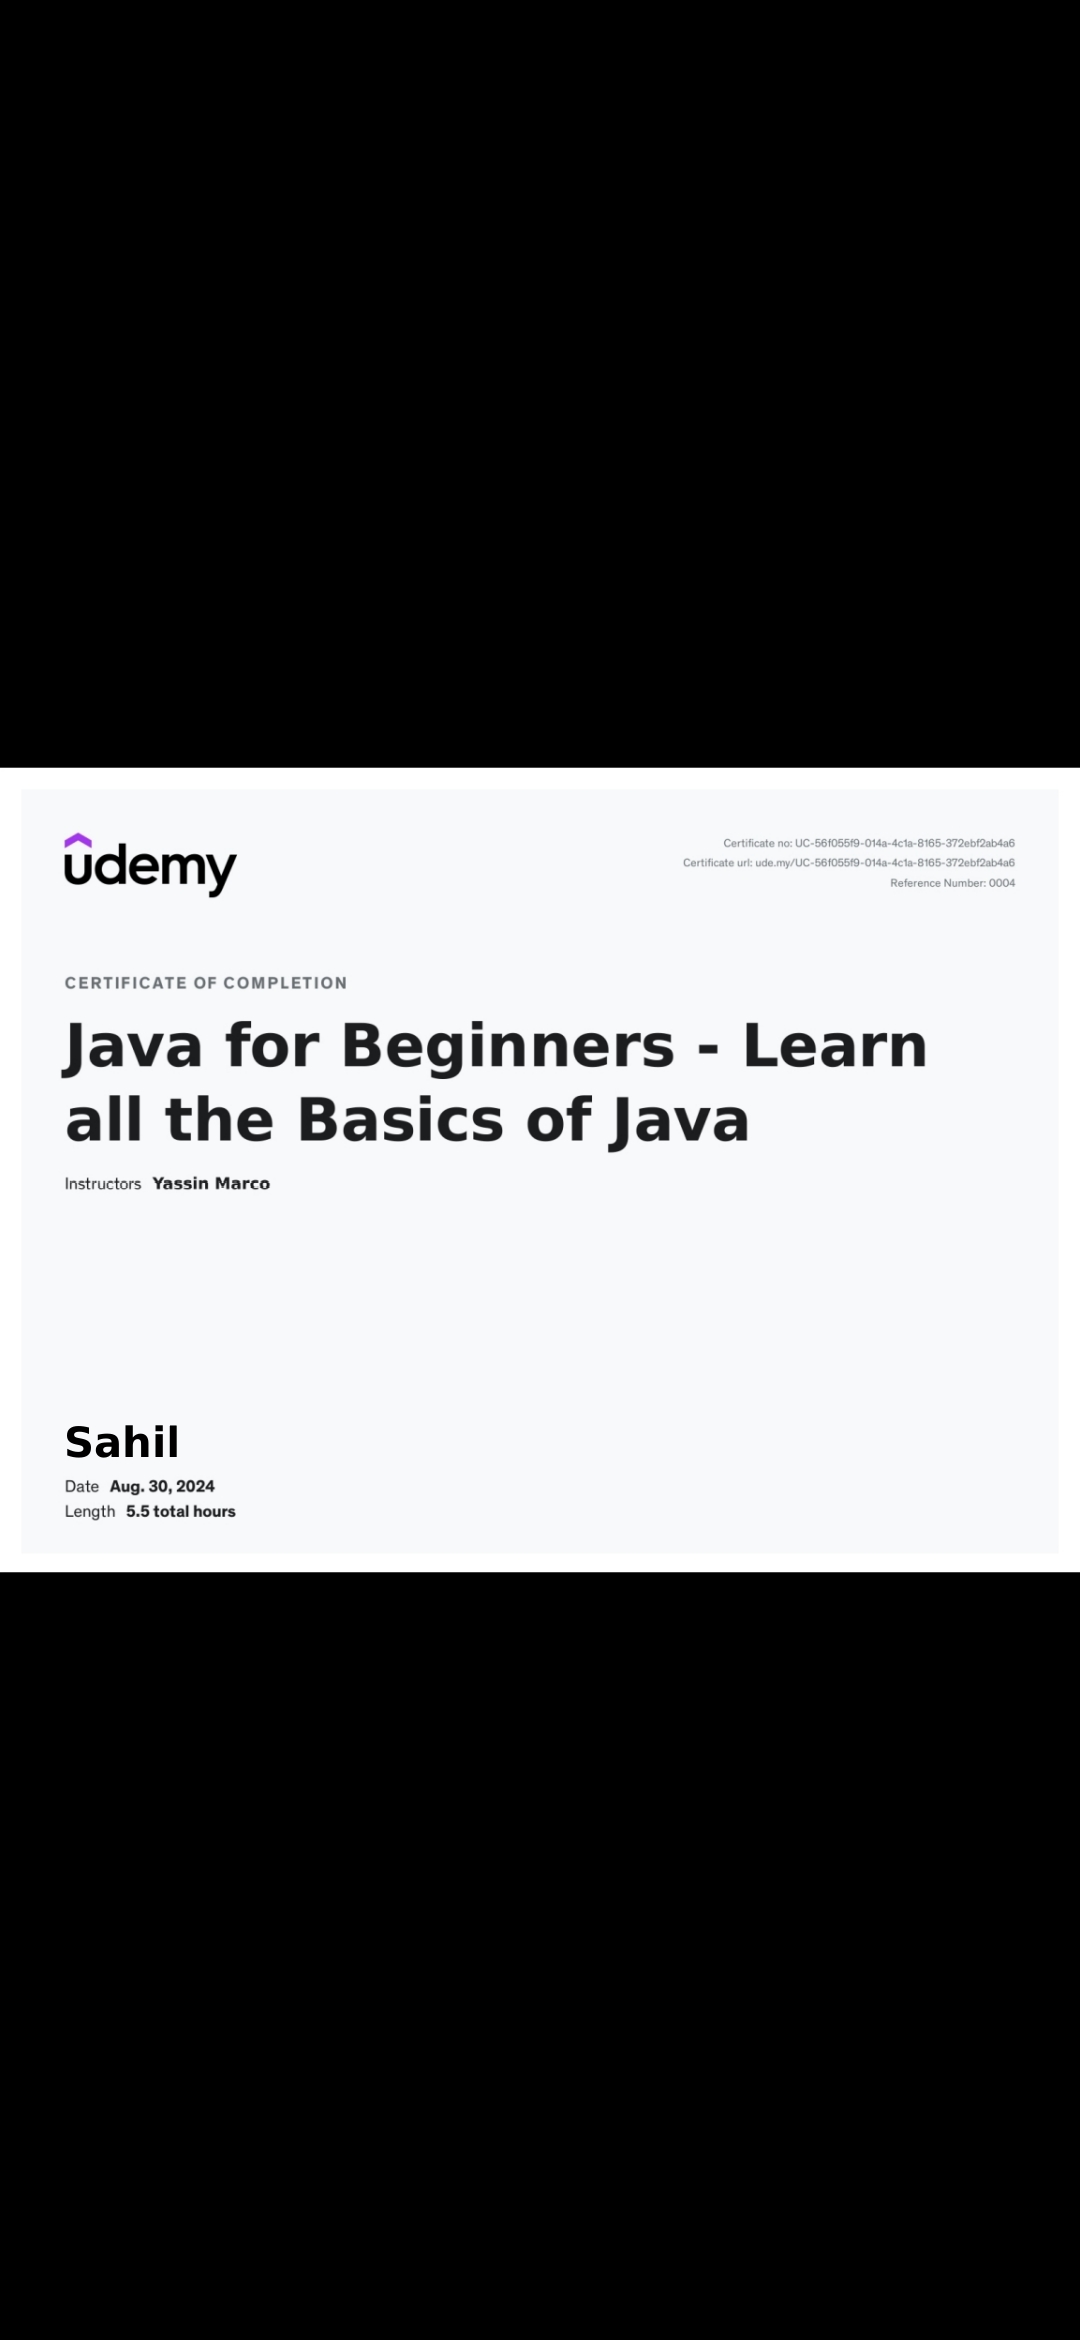 ûdemy
Certificate no: UC-56f055f9-014a-4c1a-8165-372ebf2ab4a6
Certificate url: ude.my/UC-56f055f9-014a-4c1a-8165-372ebf2ab4a6
Reference Number: 0004
CERTIFICATE OF COMPLETION
Java for Beginners - Learn
all the Basics of Java
Instructors Yassin Marco
Sahil
Date Aug. 30, 2024
Length 5.5 total hours